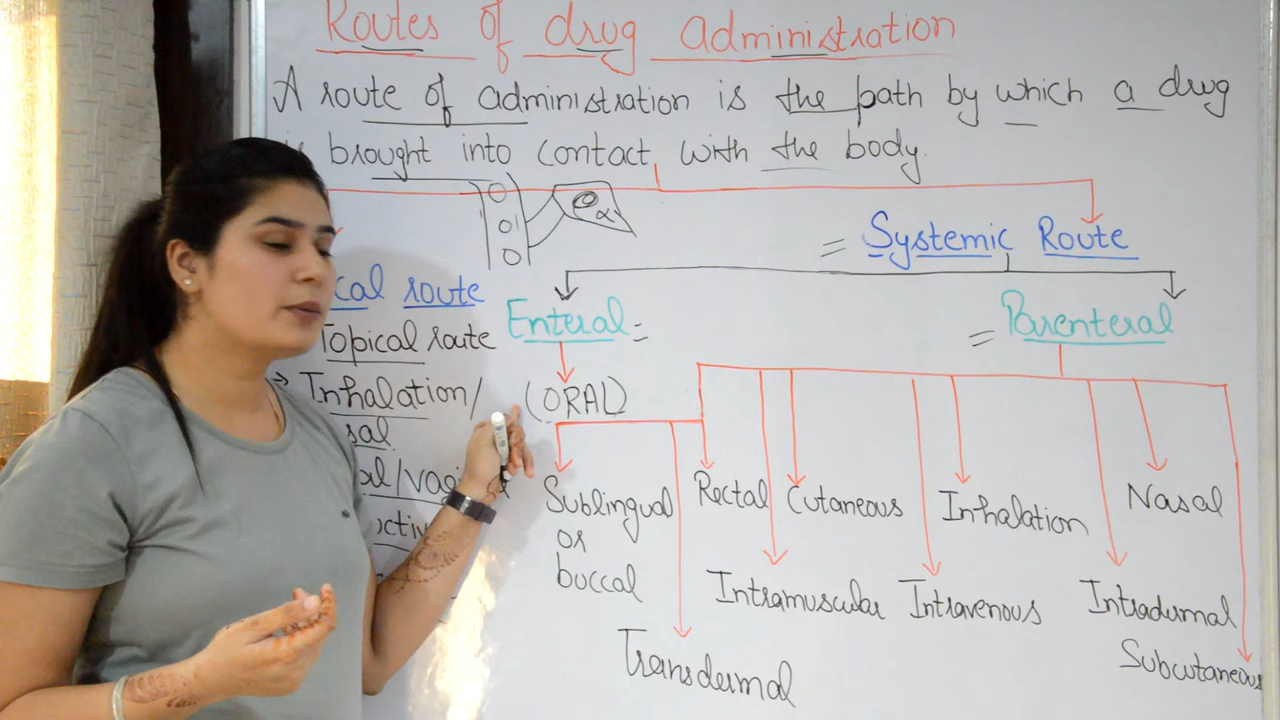 Routes of drug administration
A route of administration is the path by which a drug
brought into contact with the body.
= Systemic Route
route
Enteral =
= Parenteral
Topical route
→ Inhalation/
(ORAL)
Sublingual
or
buccal
Rectal
Cutaneous
Inhalation
Nasal
Intramuscular
Intravenous
Intradermal
Subcutaneous
Transdermal